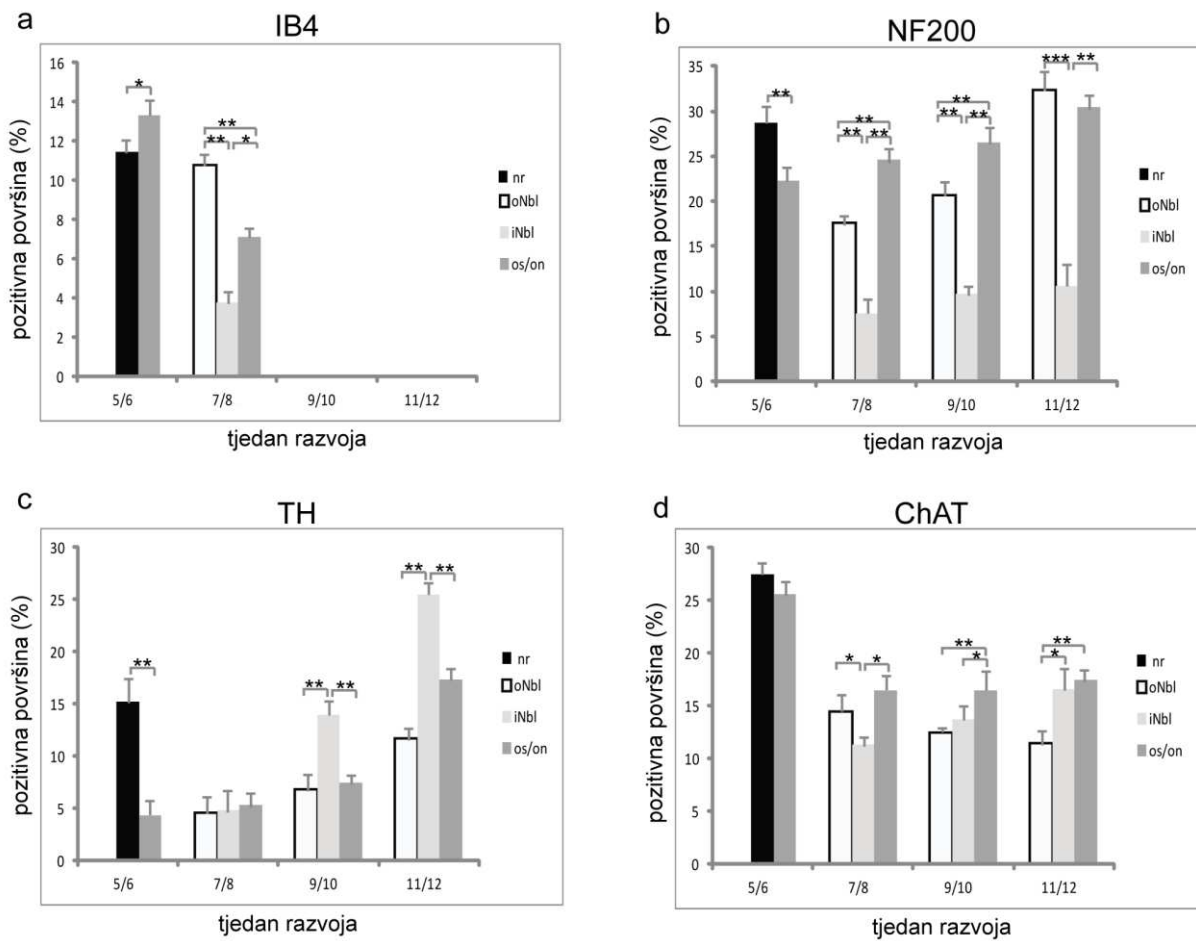 a
IB4
pozitivna površina (%)
16
14
12
10
8
6
4
2
0
*
**
**
*
5/6
7/8
9/10
11/12
tjedan razvoja
nr
oNbl
iNbl
os/on
b
NF200
pozitivna površina (%)
35
30
25
20
15
10
5
0
**
**
**
**
**
**
**
***
**
5/6
7/8
9/10
11/12
tjedan razvoja
nr
oNbl
iNbl
os/on
c
TH
pozitivna površina (%)
30
25
20
15
10
5
0
**
**
**
**
**
5/6
7/8
9/10
11/12
tjedan razvoja
nr
oNbl
iNbl
os/on
d
ChAT
pozitivna površina (%)
30
25
20
15
10
5
0
*
*
**
*
**
*
5/6
7/8
9/10
11/12
tjedan razvoja
nr
oNbl
iNbl
os/on